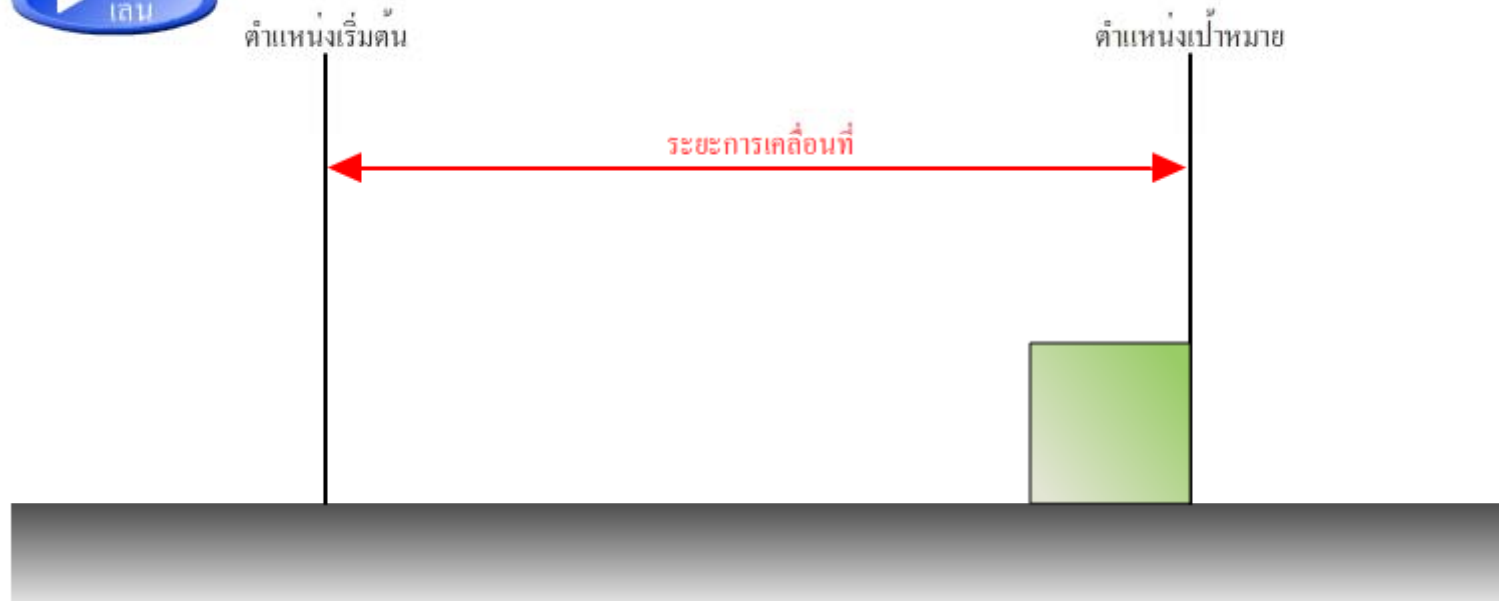 เล่น
ตำแหน่งเริ่มต้น
ตำแหน่งเป้าหมาย
ระยะการเคลื่อนที่